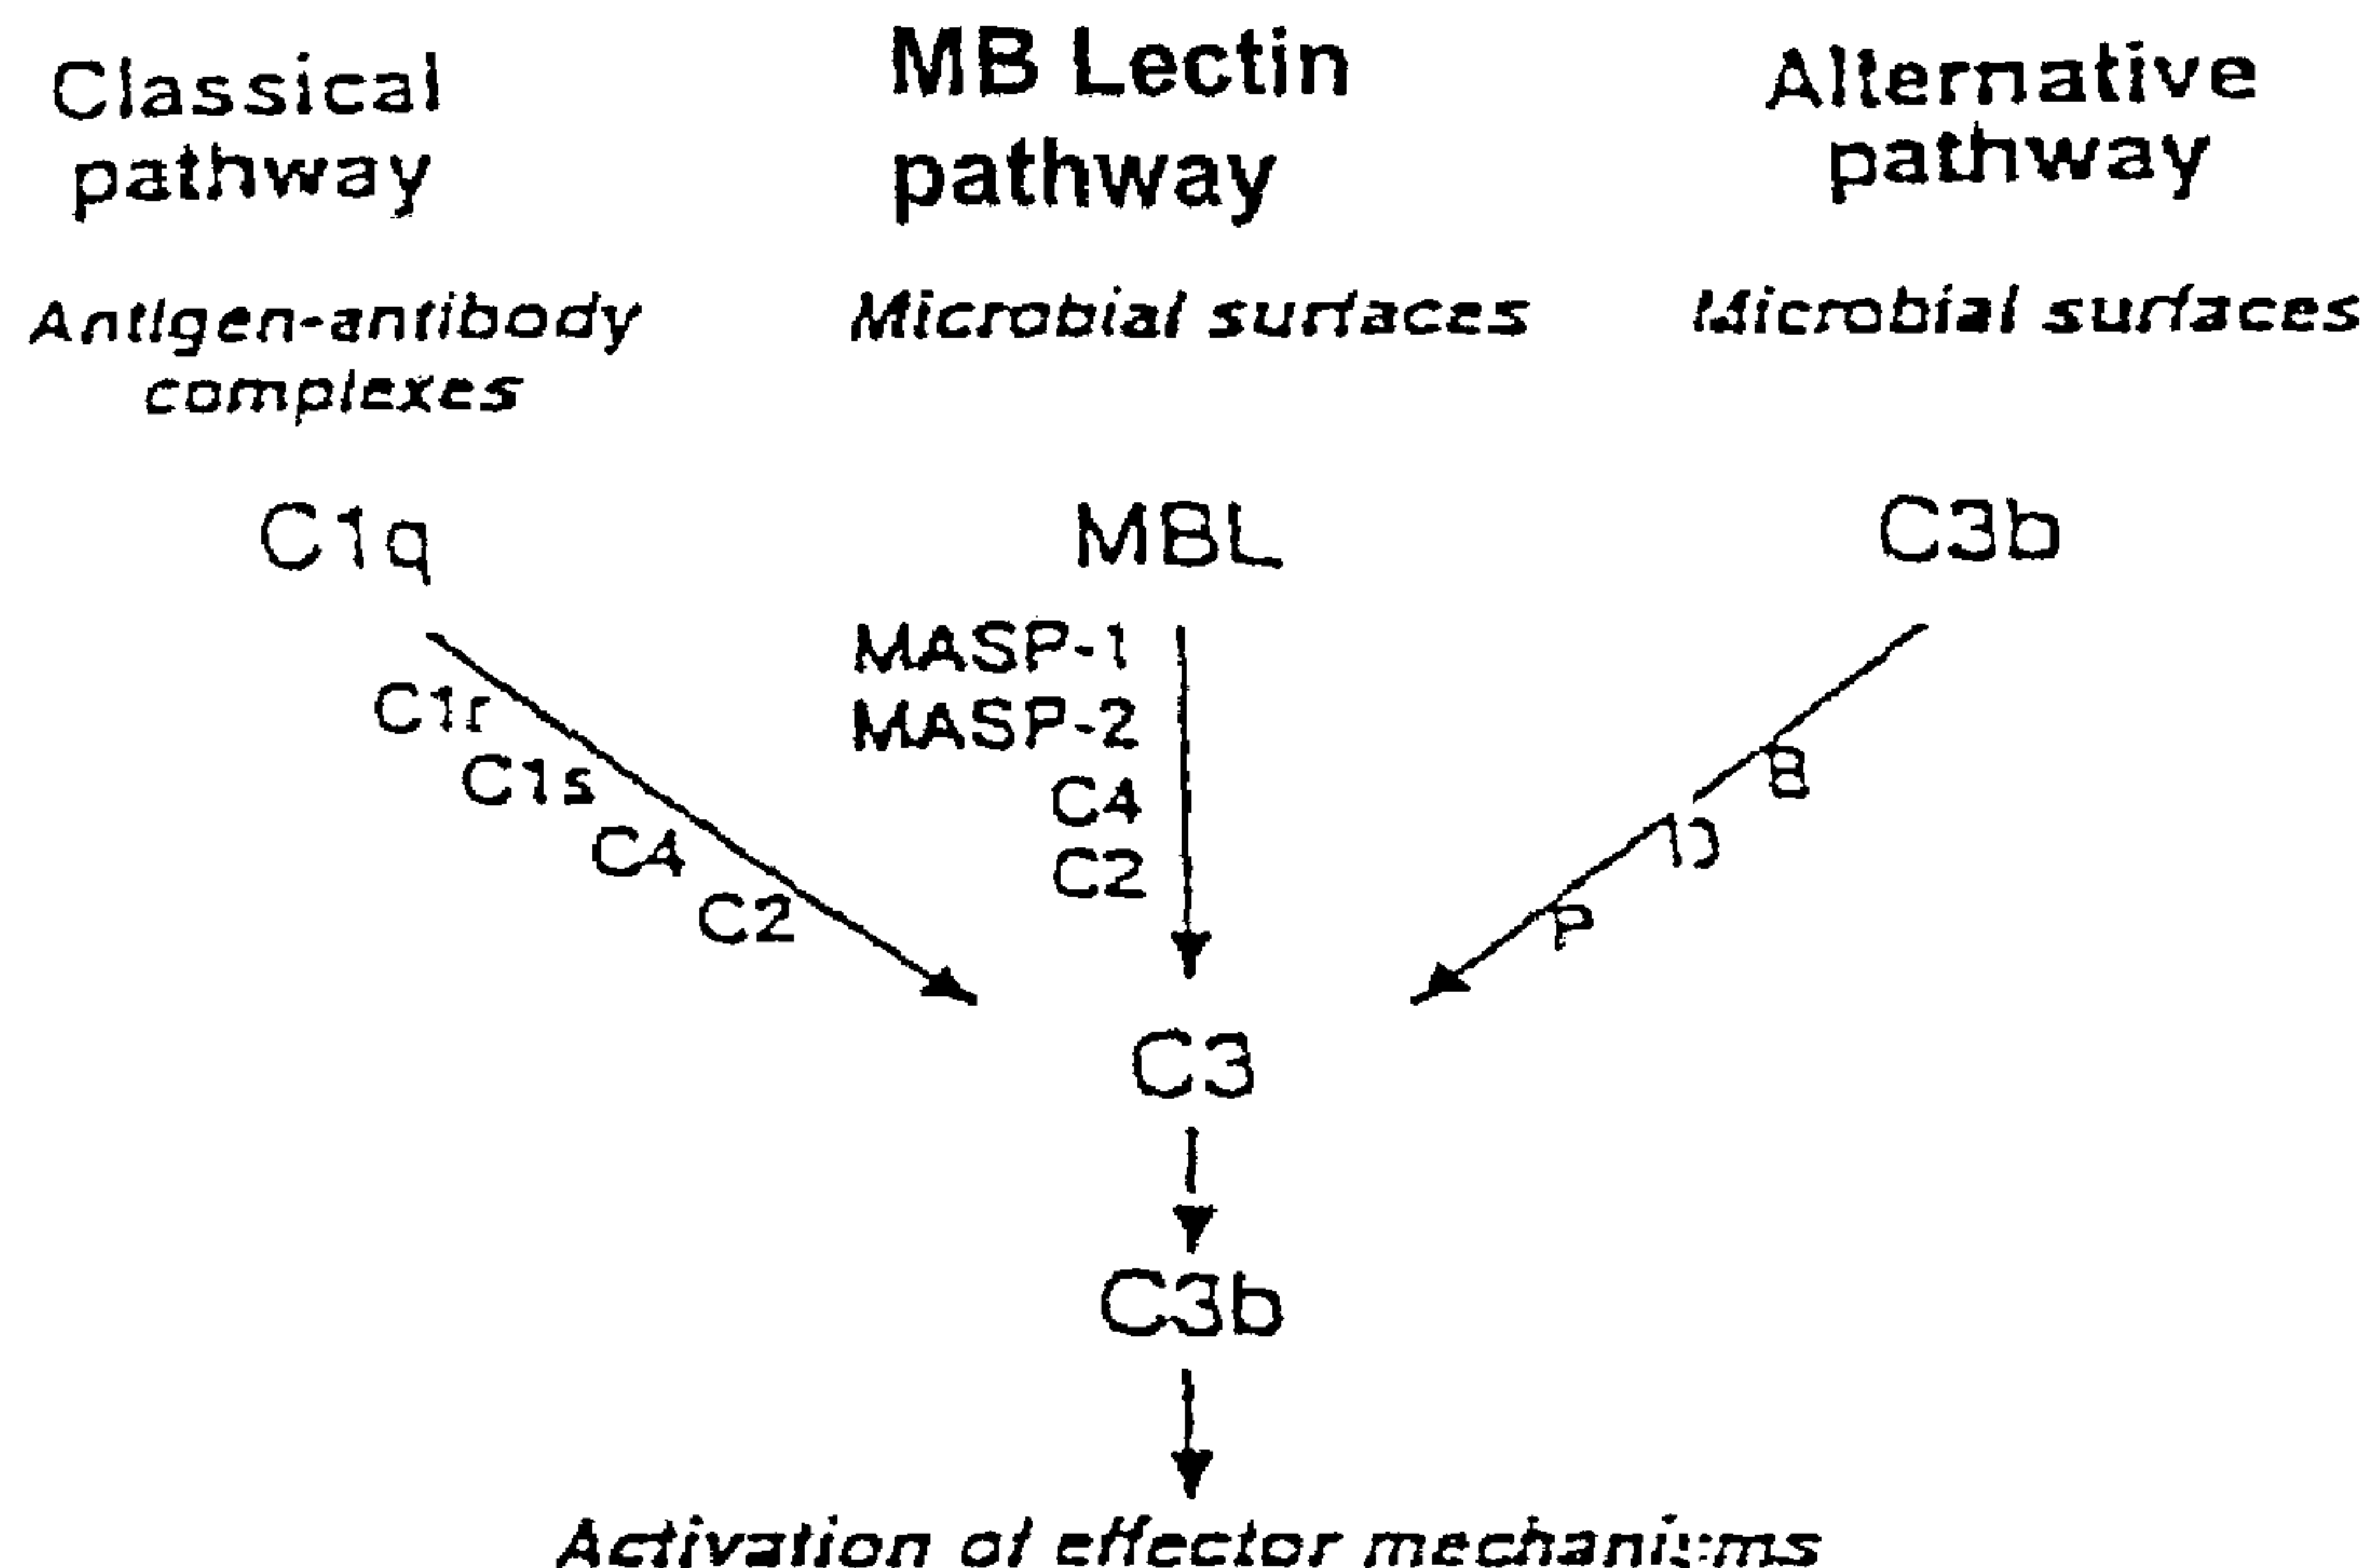 Classical
pathway
MB Lectin
pathway
Alternative
pathway
Antigen-antibody
complexes
Microbial surfaces
Microbial surfaces
C1q
MBL
C3b
C1r
C1s
C4
C2
MASP-1
MASP-2
C4
C2
B
D
P
C3
C3b
Activation of effector mechanisms